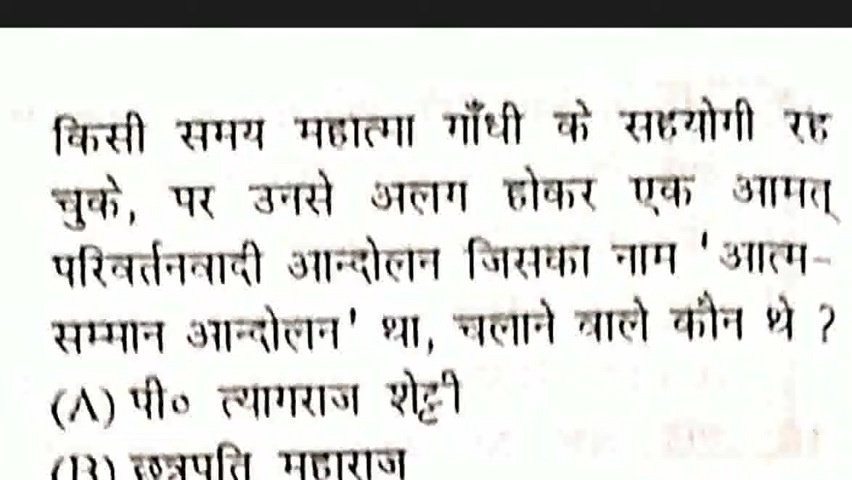 किसी समय महात्मा गाँधी के सहयोगी रह
चुके, पर उनसे अलग होकर एक आमत्
परिवर्तनवादी आन्दोलन जिसका नाम 'आत्म-
सम्मान आन्दोलन' था, चलाने वाले कौन थे ?
(A) पी० त्यागराज शेट्टी
(B) छत्रपति महाराज